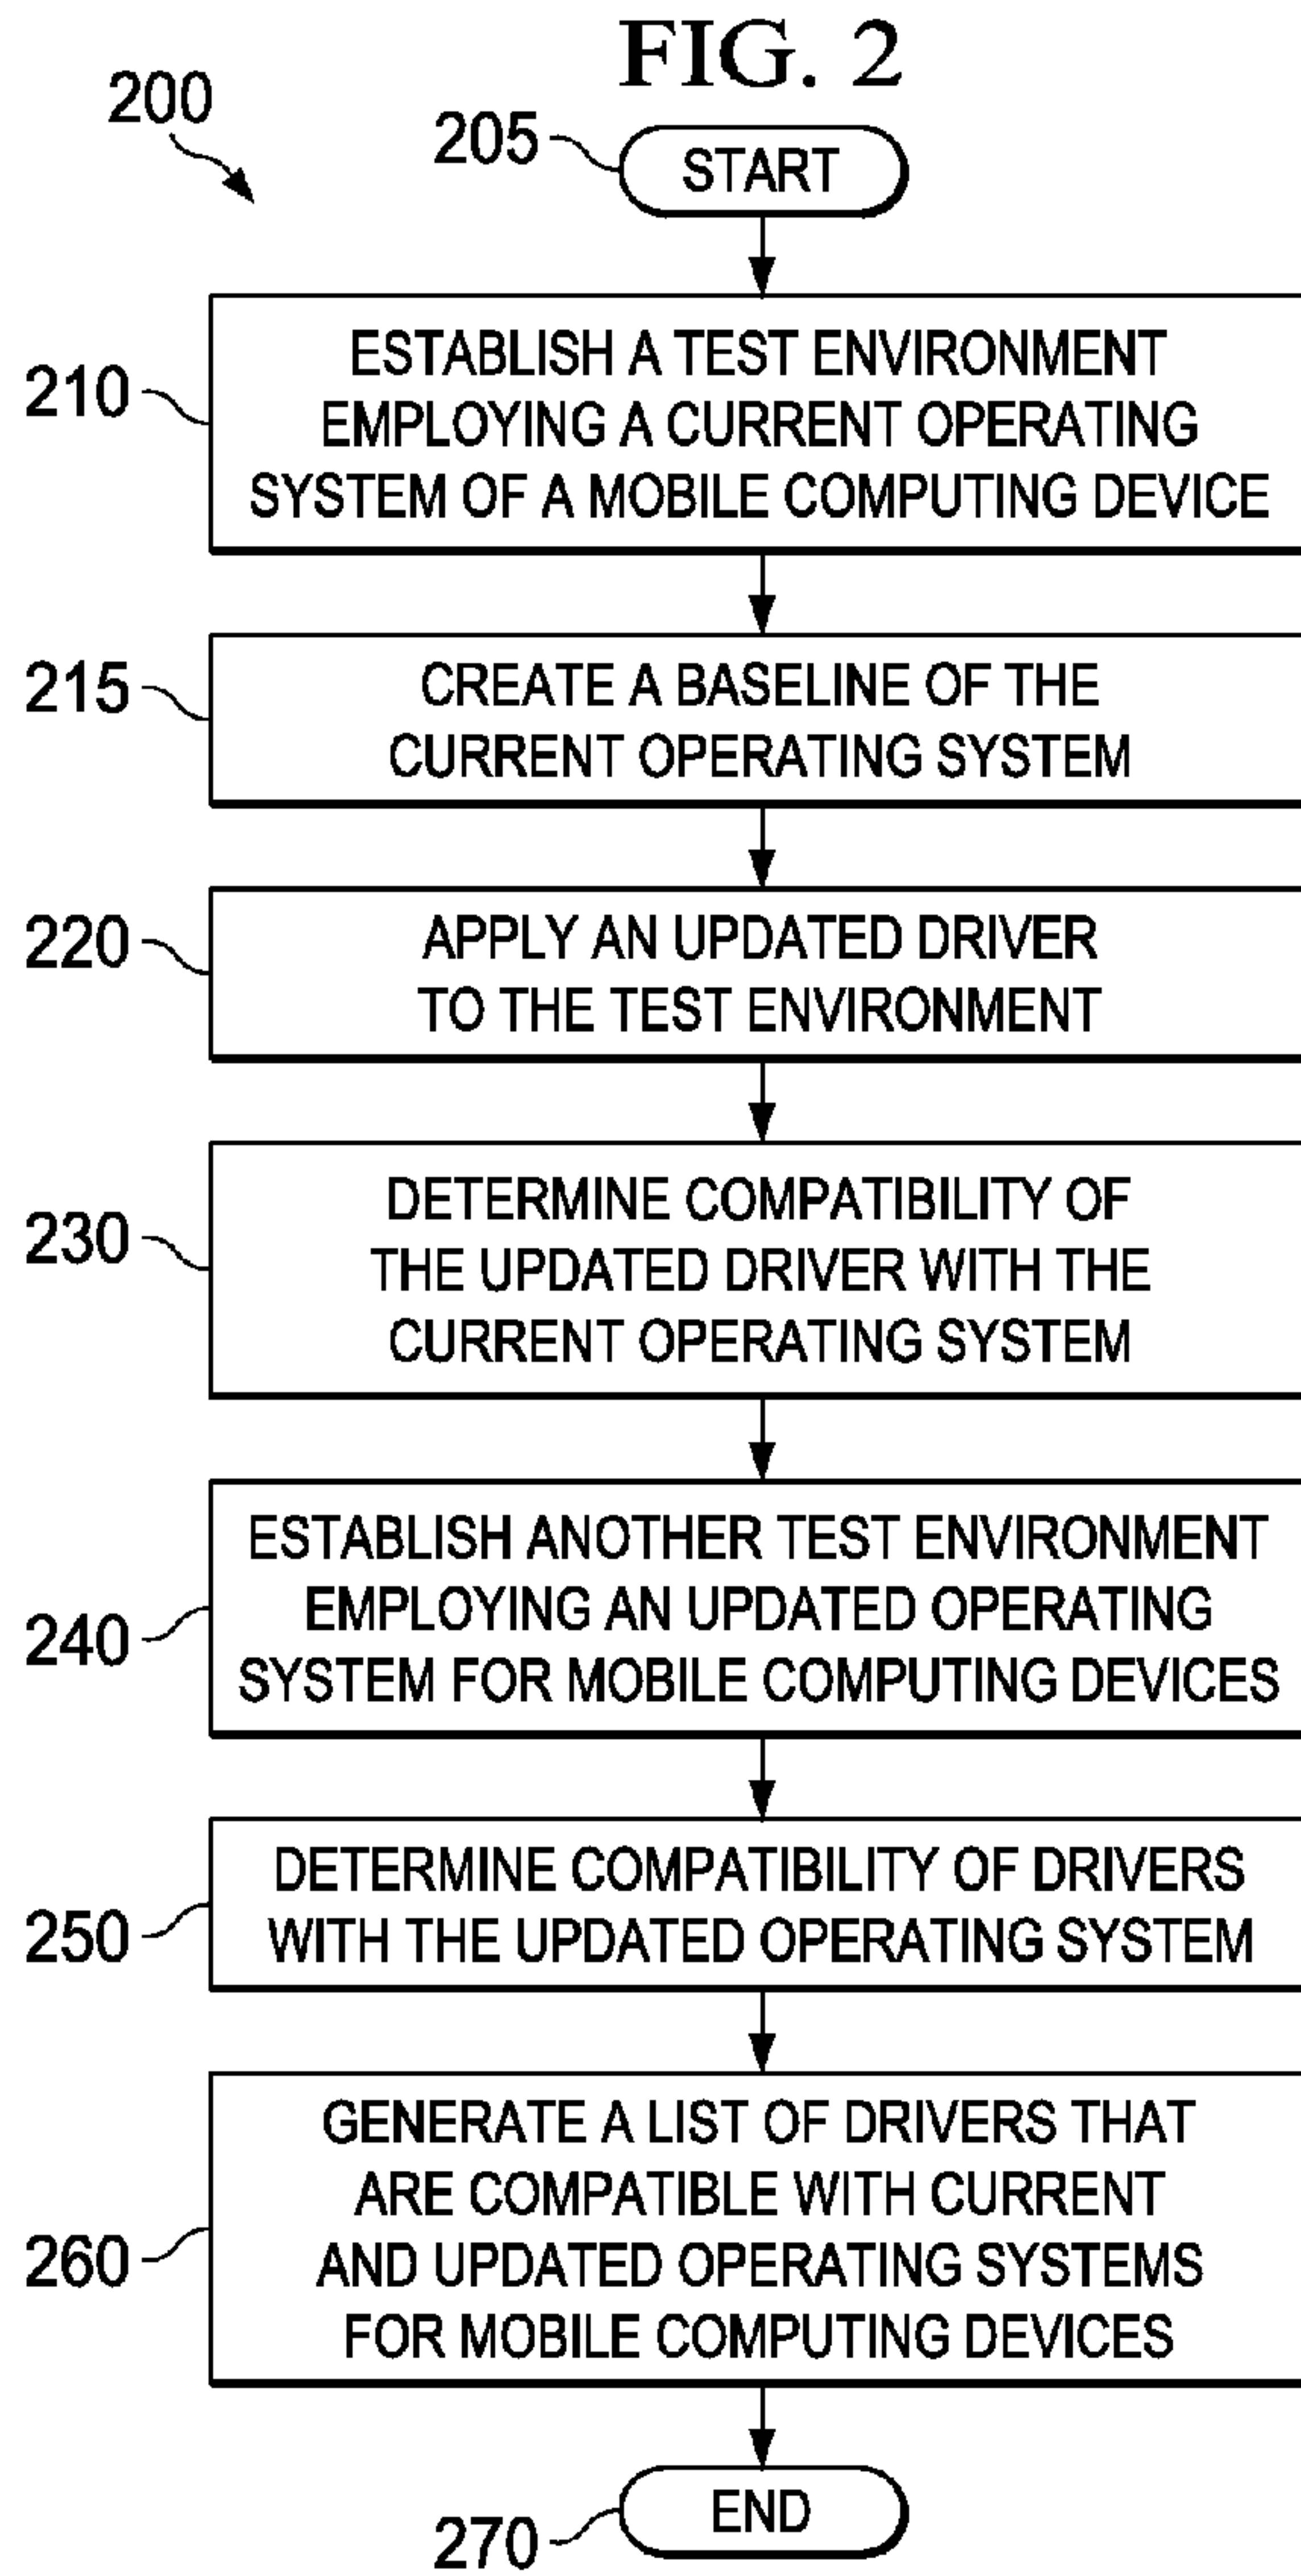 FIG. 2
200
205
START
210
ESTABLISH A TEST ENVIRONMENT
EMPLOYING A CURRENT OPERATING
SYSTEM OF A MOBILE COMPUTING DEVICE
215
CREATE A BASELINE OF THE
CURRENT OPERATING SYSTEM
220
APPLY AN UPDATED DRIVER
TO THE TEST ENVIRONMENT
230
DETERMINE COMPATIBILITY OF
THE UPDATED DRIVER WITH THE
CURRENT OPERATING SYSTEM
240
ESTABLISH ANOTHER TEST ENVIRONMENT
EMPLOYING AN UPDATED OPERATING
SYSTEM FOR MOBILE COMPUTING DEVICES
250
DETERMINE COMPATIBILITY OF DRIVERS
WITH THE UPDATED OPERATING SYSTEM
260
GENERATE A LIST OF DRIVERS THAT
ARE COMPATIBLE WITH CURRENT
AND UPDATED OPERATING SYSTEMS
FOR MOBILE COMPUTING DEVICES
270
END